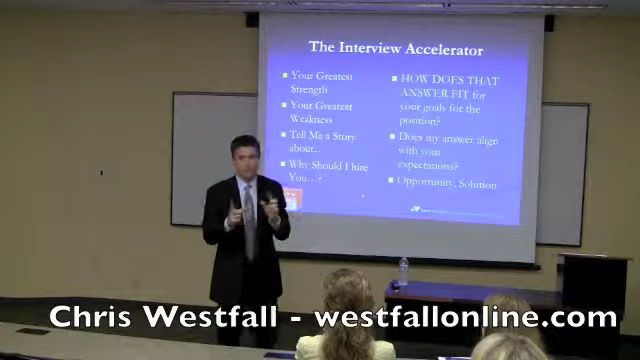 The Interview Accelerator
Your Greatest
Strength
Your Greatest
Weakness
Tell Me a Story
about..
Why Should I hire
You...?
HOW DOES THAT
ANSWER FIT for
your goals for the
position?
Does my answer align
with your
expectations?
Opportunity, Solution
Chris Westfall - westfallonline.com